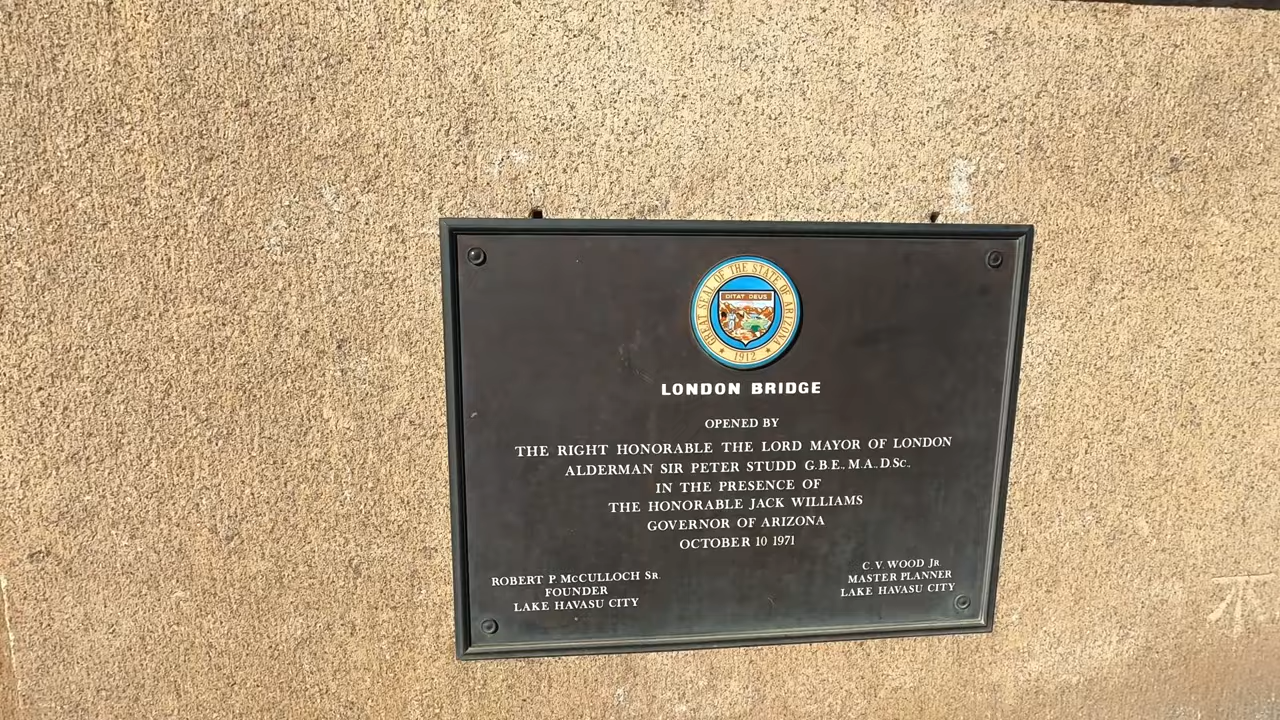 GREAT SEAL OF THE STATE OF ARIZONA
DITAT DEUS
1912
LONDON BRIDGE
OPENED BY
THE RIGHT HONORABLE THE LORD MAYOR OF LONDON
ALDERMAN SIR PETER STUDD G.B.E., M.A., D.Sc.,
IN THE PRESENCE OF
THE HONORABLE JACK WILLIAMS
GOVERNOR OF ARIZONA
OCTOBER 10 1971
ROBERT P. McCULLOCH Sr.
FOUNDER
LAKE HAVASU CITY
C. V. WOOD Jr.
MASTER PLANNER
LAKE HAVASU CITY